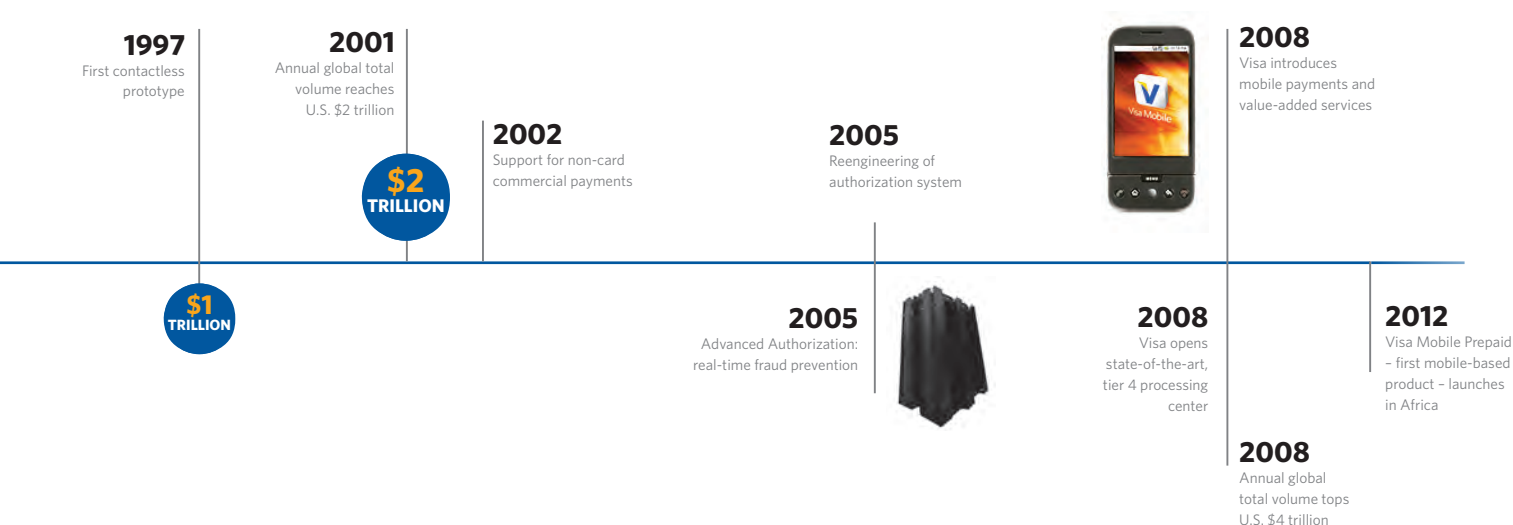 1997
First contactless
prototype
$1
TRILLION
2001
Annual global total
volume reaches
U.S. $2 trillion
$2
TRILLION
2002
Support for non-card
commercial payments
2005
Reengineering of
authorization system
2005
Advanced Authorization:
real-time fraud prevention
Visa Mobile
MENU
2008
Visa introduces
mobile payments and
value-added services
2008
Visa opens
state-of-the-art,
tier 4 processing
center
2008
Annual global
total volume tops
U.S. $4 trillion
2012
Visa Mobile Prepaid
– first mobile-based
product – launches
in Africa